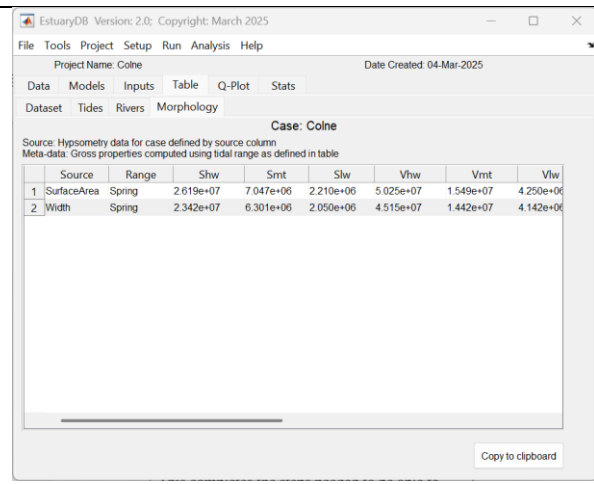 EstuaryDB Version: 2.0; Copyright: March 2025
File Tools Project Setup Run Analysis Help
Project Name: Colne Date Created: 04-Mar-2025
Data Models Inputs Table Q-Plot Stats
Dataset Tides Rivers Morphology
Case: Colne
Source: Hypsometry data for case defined by source column
Meta-data: Gross properties computed using tidal range as defined in table
Source Range Shw Smt Slw Vhw Vmt Vlw
1 SurfaceArea Spring 2.619e+07 7.047e+06 2.210e+06 5.025e+07 1.549e+07 4.250e+06
2 Width Spring 2.342e+07 6.301e+06 2.050e+06 4.515e+07 1.442e+07 4.142e+06
Copy to clipboard